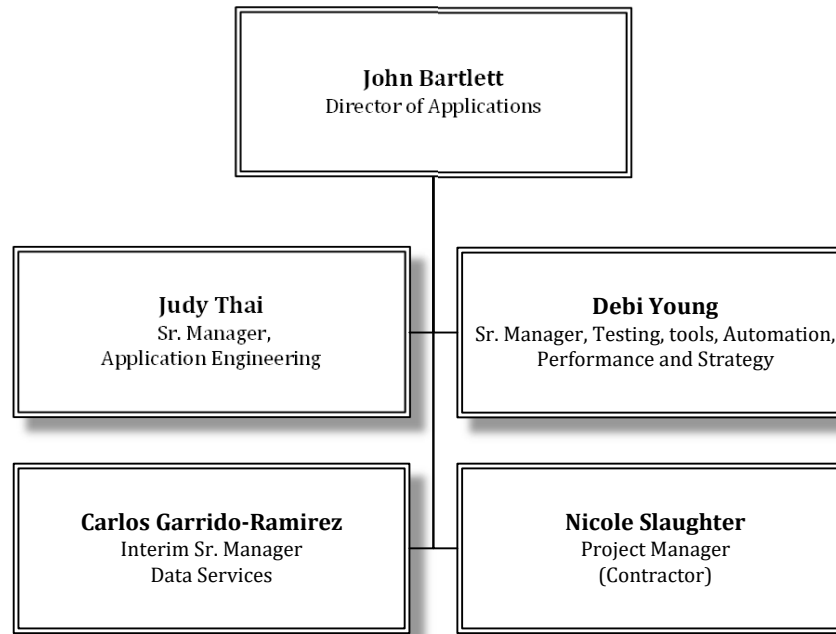 John Bartlett
Director of Applications
Judy Thai
Sr. Manager,
Application Engineering
Debi Young
Sr. Manager, Testing, tools, Automation,
Performance and Strategy
Carlos Garrido-Ramirez
Interim Sr. Manager
Data Services
Nicole Slaughter
Project Manager
(Contractor)